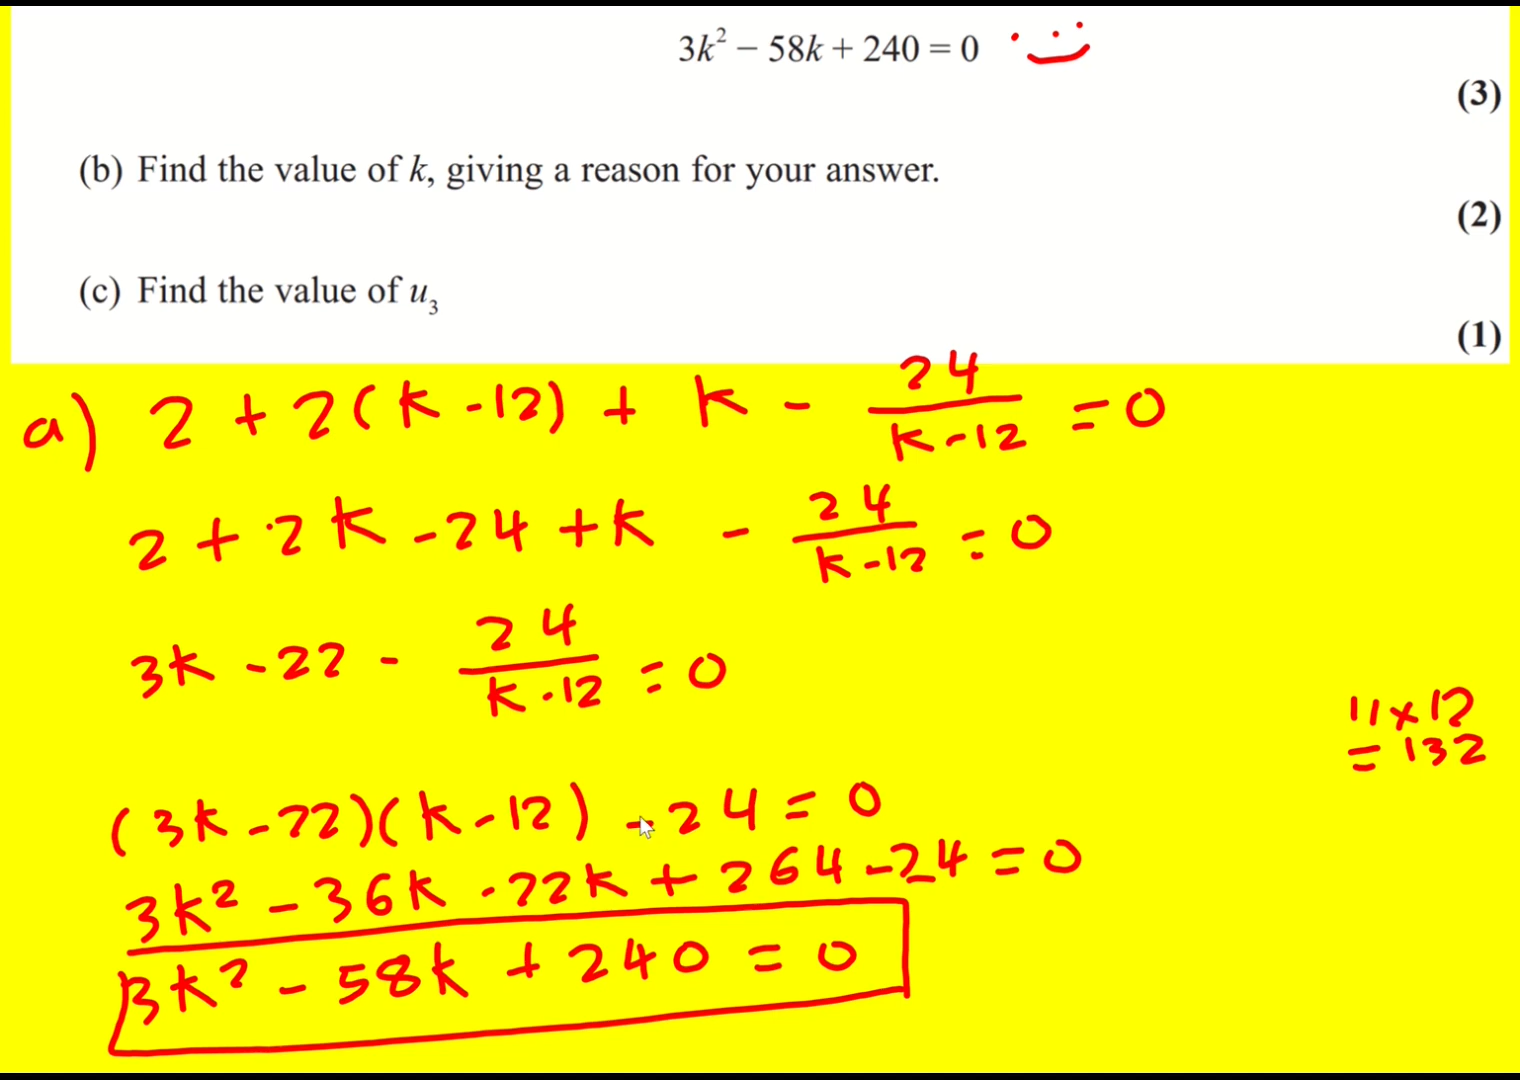 3k² − 58k + 240 = 0
(3)
(b) Find the value of k, giving a reason for your answer.
(2)
(c) Find the value of u₃
(1)
a) 2 + 2(k-12) + k - 24/(k-12) = 0
2 + 2k - 24 + k - 24/(k-12) = 0
3k - 22 - 24/(k-12) = 0
11 x 12
= 132
(3k - 22)(k - 12) - 24 = 0
3k² - 36k - 22k + 264 - 24 = 0
3k² - 58k + 240 = 0